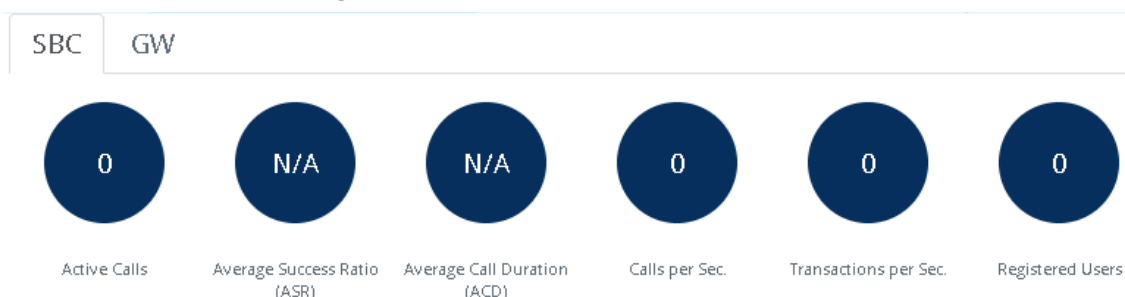 SBC GW
0 N/A N/A 0 0 0
Active Calls Average Success Ratio Average Call Duration Calls per Sec. Transactions per Sec. Registered Users
(ASR) (ACD)